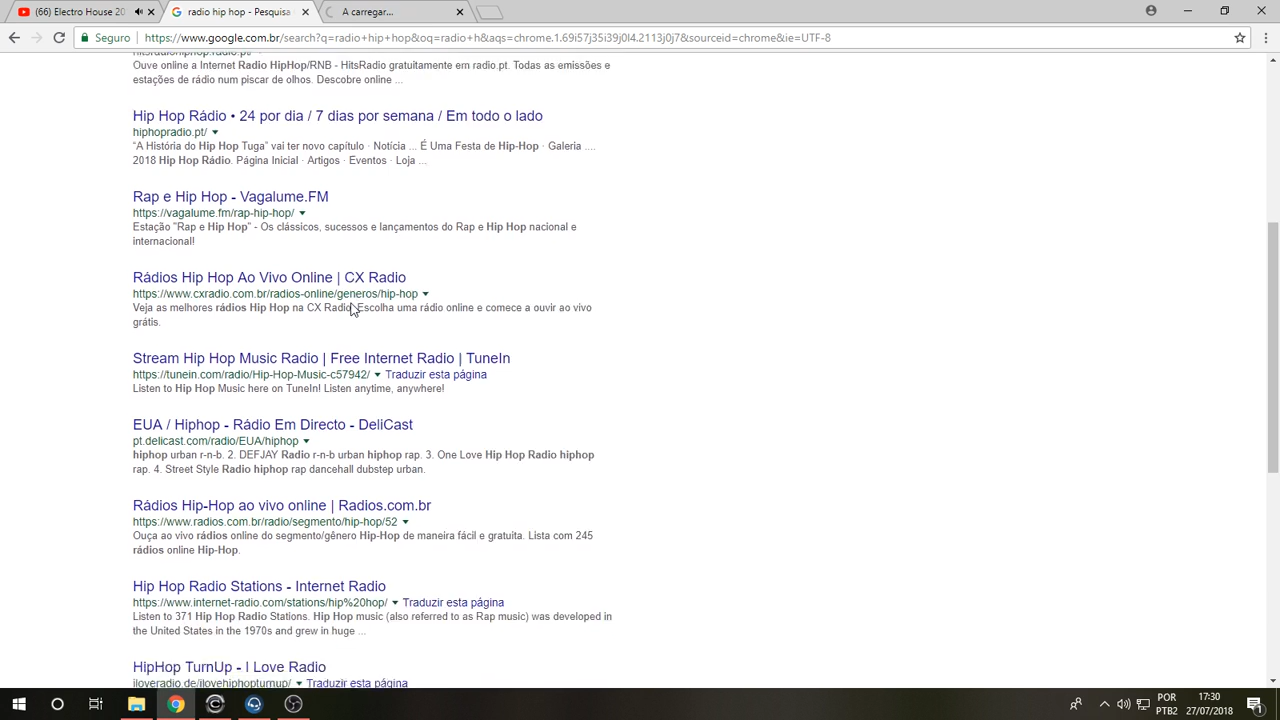 (66) Electro House 20
radio hip hop - Pesquisa
A carregar...
Seguro
https://www.google.com.br/search?q=radio+hip+hop&oq=radio+h&aqs=chrome.1.69i57j35i39j0l4.2113j0j7&sourceid=chrome&ie=UTF-8
hitsradiohiphop.radio.pt/
Ouve online a Internet Radio HipHop/RNB - HitsRadio gratuitamente em radio.pt. Todas as emissões e
estações de rádio num piscar de olhos. Descobre online ...
Hip Hop Rádio • 24 por dia / 7 dias por semana / Em todo o lado
hiphopradio.pt/
“A História do Hip Hop Tuga” vai ter novo capítulo · Notícia ... É Uma Festa de Hip-Hop · Galeria ....
2018 Hip Hop Rádio. Página Inicial · Artigos · Eventos · Loja ...
Rap e Hip Hop - Vagalume.FM
https://vagalume.fm/rap-hip-hop/
Estação "Rap e Hip Hop" - Os clássicos, sucessos e lançamentos do Rap e Hip Hop nacional e
internacional!
Rádios Hip Hop Ao Vivo Online | CX Radio
https://www.cxradio.com.br/radios-online/generos/hip-hop
Veja as melhores rádios Hip Hop na CX Radio. Escolha uma rádio online e comece a ouvir ao vivo
grátis.
Stream Hip Hop Music Radio | Free Internet Radio | TuneIn
https://tunein.com/radio/Hip-Hop-Music-c57942/ Traduzir esta página
Listen to Hip Hop Music here on TuneIn! Listen anytime, anywhere!
EUA / Hiphop - Rádio Em Directo - DeliCast
pt.delicast.com/radio/EUA/hiphop
hiphop urban r-n-b. 2. DEFJAY Radio r-n-b urban hiphop rap. 3. One Love Hip Hop Radio hiphop
rap. 4. Street Style Radio hiphop rap dancehall dubstep urban.
Rádios Hip-Hop ao vivo online | Radios.com.br
https://www.radios.com.br/radio/segmento/hip-hop/52
Ouça ao vivo rádios online do segmento/gênero Hip-Hop de maneira fácil e gratuita. Lista com 245
rádios online Hip-Hop.
Hip Hop Radio Stations - Internet Radio
https://www.internet-radio.com/stations/hip%20hop/ Traduzir esta página
Listen to 371 Hip Hop Radio Stations. Hip Hop music (also referred to as Rap music) was developed in
the United States in the 1970s and grew in huge ...
HipHop TurnUp - I Love Radio
iloveradio.de/ilovehiphopturnup/ Traduzir esta página
POR
PTB2
17:30
27/07/2018
1